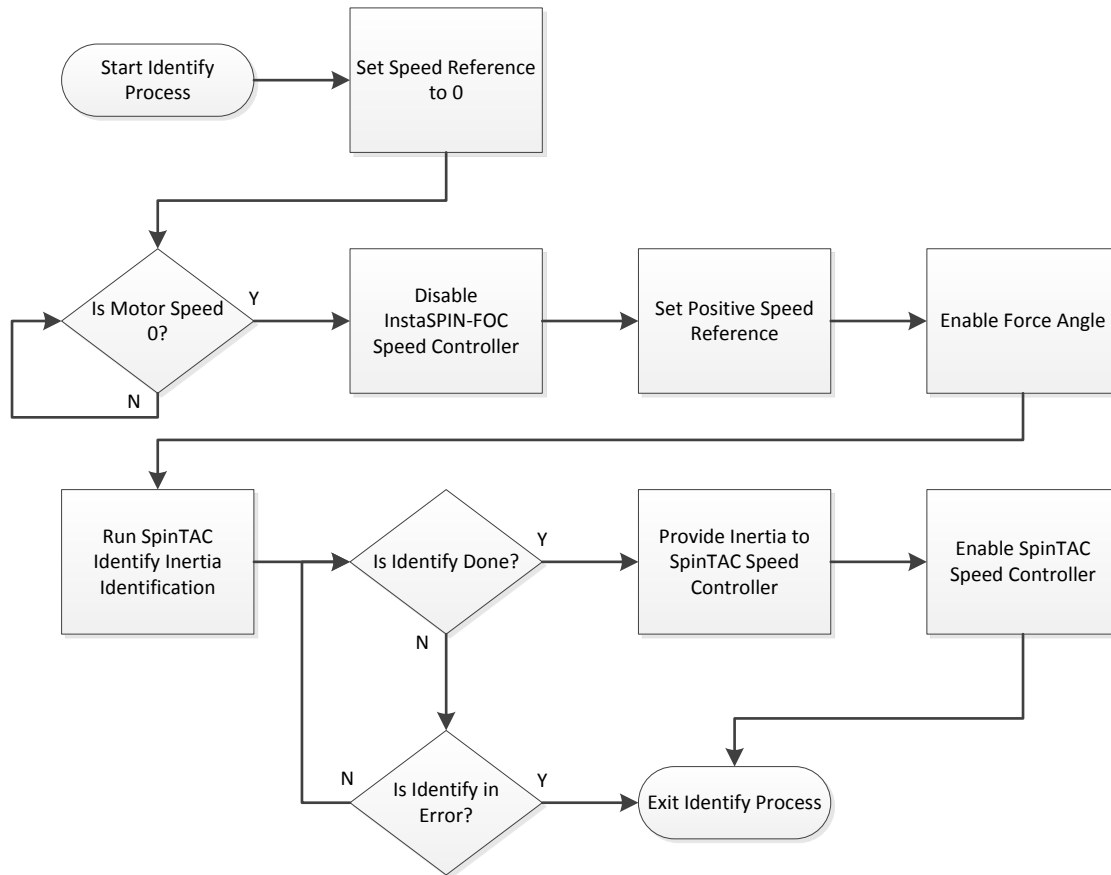 Start Identify
Process
Set Speed Reference
to 0
Is Motor Speed
0?
Y
N
Disable
InstaSPIN-FOC
Speed Controller
Set Positive Speed
Reference
Enable Force Angle
Run SpinTAC
Identify Inertia
Identification
Is Identify Done?
Y
N
Provide Inertia to
SpinTAC Speed
Controller
Enable SpinTAC
Speed Controller
Is Identify in
Error?
N
Y
Exit Identify Process